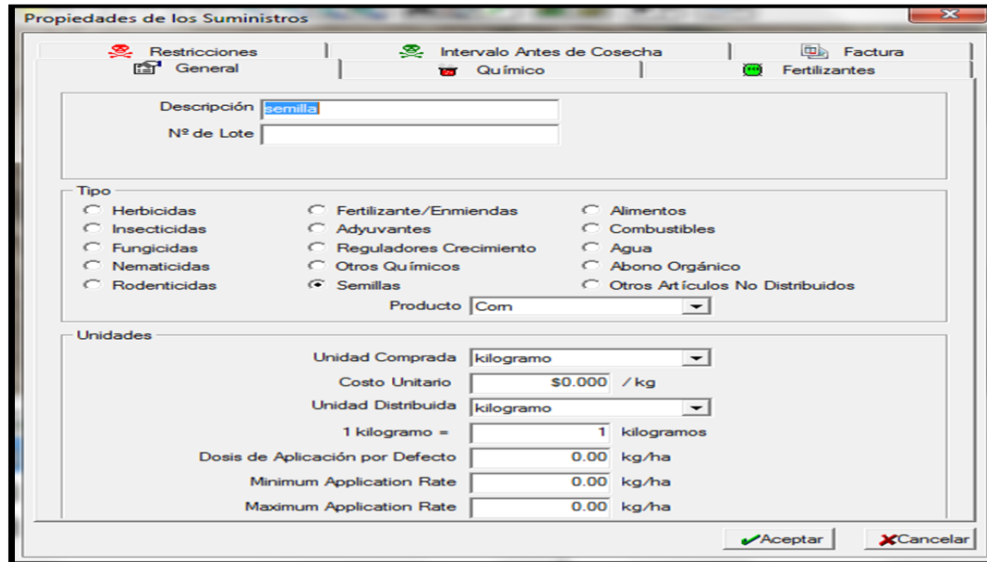 Propiedades de los Suministros
Restricciones Intervalo Antes de Cosecha Factura
General Químico Fertilizantes
Descripción semilla
Nº de Lote
Tipo
Herbicidas Fertilizante/Enmiendas Alimentos
Insecticidas Adyuvantes Combustibles
Fungicidas Reguladores Crecimiento Agua
Nematicidas Otros Químicos Abono Orgánico
Rodenticidas Semillas Otros Artículos No Distribuidos
Producto Corn
Unidades
Unidad Comprada kilogramo
Costo Unitario $0.000 / kg
Unidad Distribuida kilogramo
1 kilogramo = 1 kilogramos
Dosis de Aplicación por Defecto 0.00 kg/ha
Minimum Application Rate 0.00 kg/ha
Maximum Application Rate 0.00 kg/ha
Aceptar Cancelar